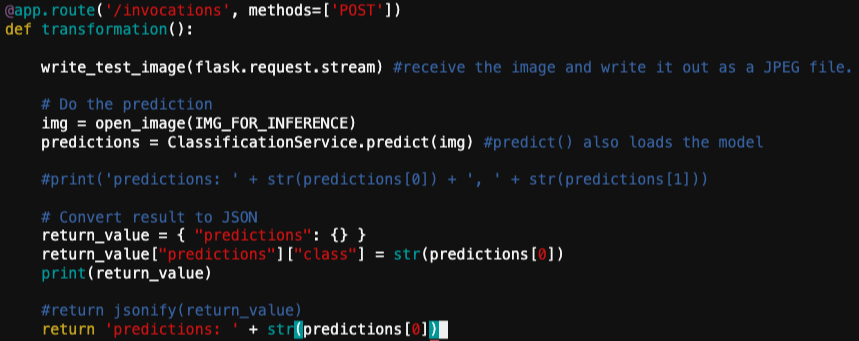 @app.route('/invocations', methods=['POST'])
def transformation():
write_test_image(flask.request.stream) #receive the image and write it out as a JPEG file.
# Do the prediction
img = open_image(IMG_FOR_INFERENCE)
predictions = ClassificationService.predict(img) #predict() also loads the model
#print('predictions: ' + str(predictions[0]) + ', ' + str(predictions[1]))
# Convert result to JSON
return_value = { "predictions": {} }
return_value["predictions"]["class"] = str(predictions[0])
print(return_value)
#return jsonify(return_value)
return 'predictions: ' + str(predictions[0])